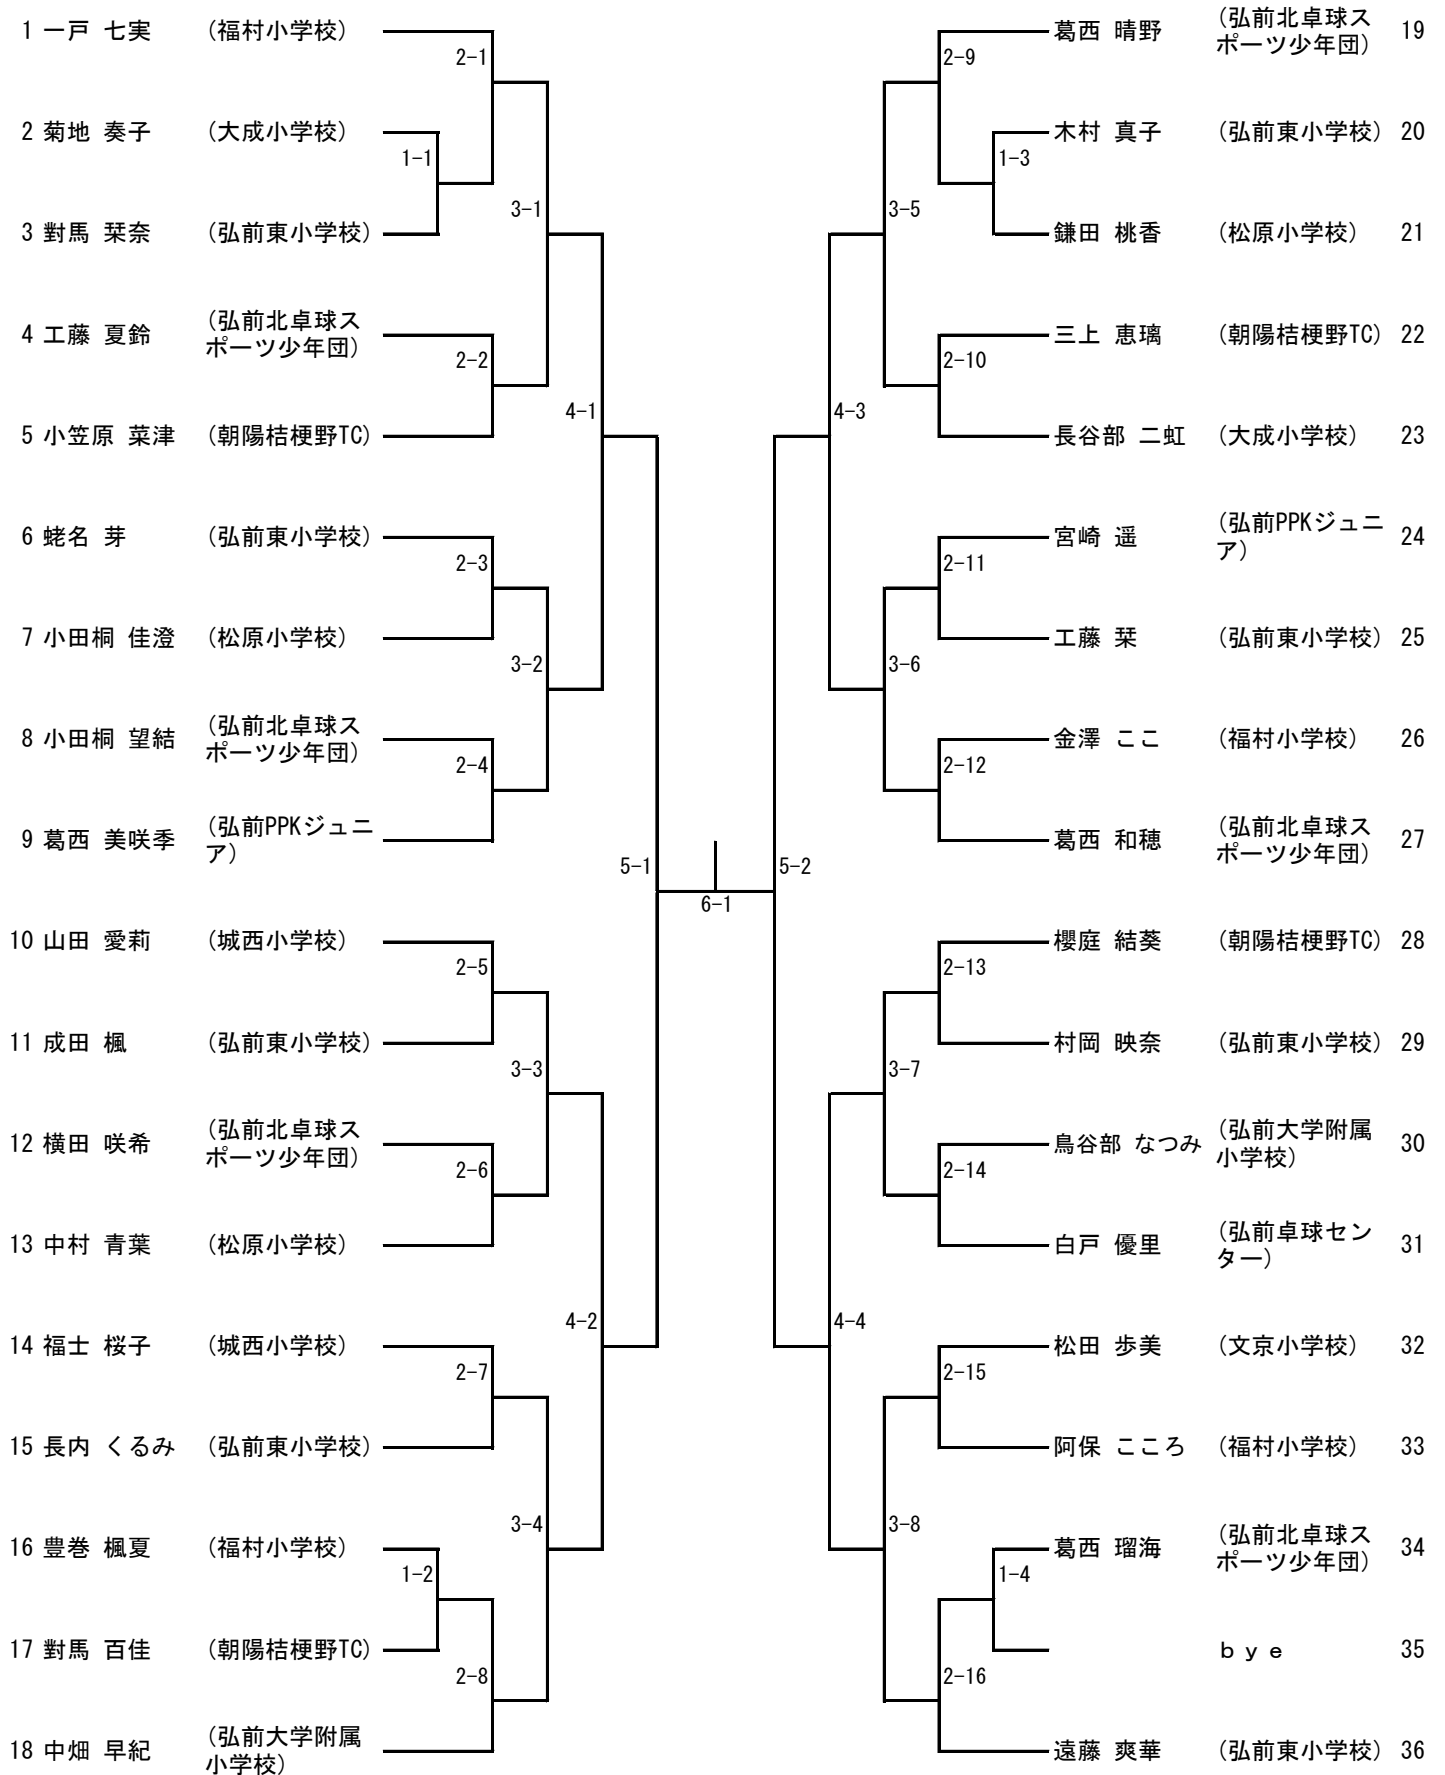 1 一戸 七実 (福村小学校)
2-1
2 菊地 奏子 (大成小学校)
1-1
3-1
3 對馬 栞奈 (弘前東小学校)
4 工藤 夏鈴 (弘前北卓球ス
ポーツ少年団)
2-2
4-1
5 小笠原 菜津 (朝陽桔梗野TC)
6 蛯名 芽 (弘前東小学校)
2-3
7 小田桐 佳澄 (松原小学校)
3-2
8 小田桐 望結 (弘前北卓球ス
ポーツ少年団)
2-4
9 葛西 美咲季 (弘前PPKジュニ
ア)
5-1
6-1
10 山田 愛莉 (城西小学校)
2-5
11 成田 楓 (弘前東小学校)
3-3
12 横田 咲希 (弘前北卓球ス
ポーツ少年団)
2-6
13 中村 青葉 (松原小学校)
4-2
14 福士 桜子 (城西小学校)
2-7
15 長内 くるみ (弘前東小学校)
3-4
16 豊巻 楓夏 (福村小学校)
1-2
17 對馬 百佳 (朝陽桔梗野TC)
2-8
18 中畑 早紀 (弘前大学附属
小学校)
葛西 晴野 (弘前北卓球ス
ポーツ少年団) 19
2-9
木村 真子 (弘前東小学校) 20
1-3
3-5
鎌田 桃香 (松原小学校) 21
三上 恵璃 (朝陽桔梗野TC) 22
2-10
4-3
長谷部 二虹 (大成小学校) 23
宮崎 遥 (弘前PPKジュニ
ア) 24
2-11
工藤 栞 (弘前東小学校) 25
3-6
金澤 ここ (福村小学校) 26
2-12
葛西 和穂 (弘前北卓球ス
ポーツ少年団) 27
5-2
櫻庭 結葵 (朝陽桔梗野TC) 28
2-13
村岡 映奈 (弘前東小学校) 29
3-7
鳥谷部 なつみ (弘前大学附属
小学校) 30
2-14
白戸 優里 (弘前卓球セン
ター) 31
4-4
松田 歩美 (文京小学校) 32
2-15
阿保 こころ (福村小学校) 33
3-8
葛西 瑠海 (弘前北卓球ス
ポーツ少年団) 34
1-4
bye 35
2-16
遠藤 爽華 (弘前東小学校) 36